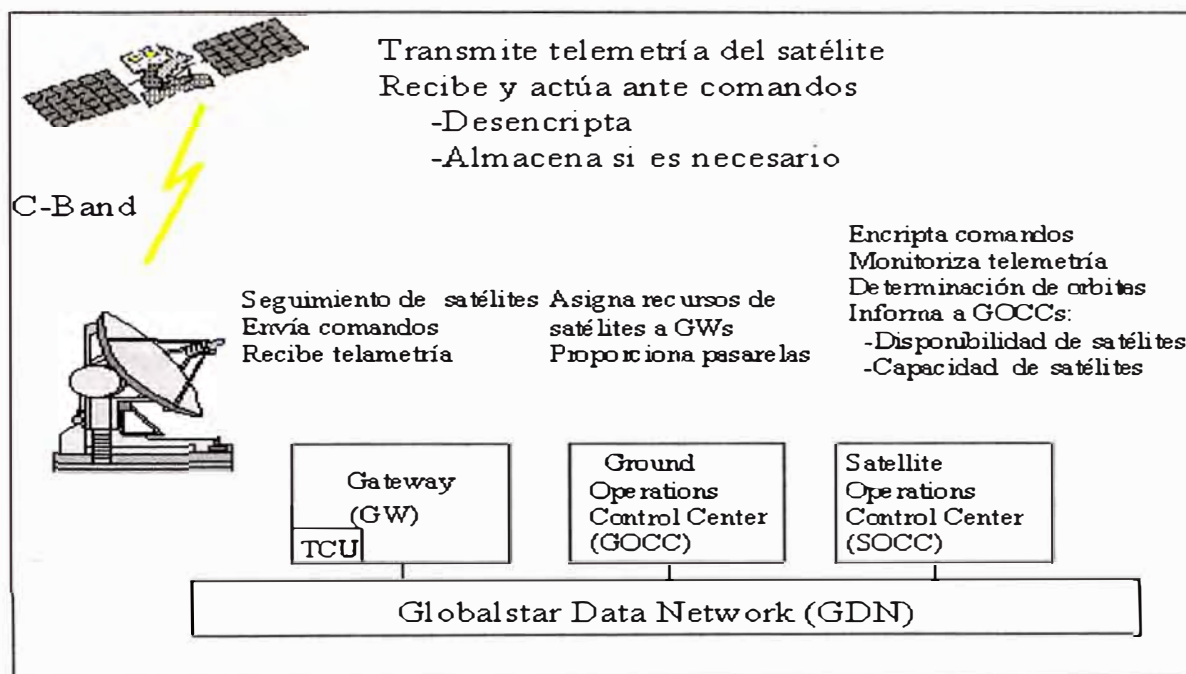 Transmite telemetría del satélite
Recibe y actúa ante comandos
-Desencripta
-Almacena si es necesario
C-Band
Seguimiento de satélites
Envía comandos
Recibe telametría
Asigna recursos de
satélites a GWs
Proporciona pasarelas
Encripta comandos
Monitoriza telemetría
Determinación de orbitas
Informa a GOCCs:
-Disponibilidad de satélites
-Capacidad de satélites
Gateway
(GW)
TCU
Ground
Operations
Control Center
(GOCC)
Satellite
Operations
Control Center
(SOCC)
Globalstar Data Network (GDN)